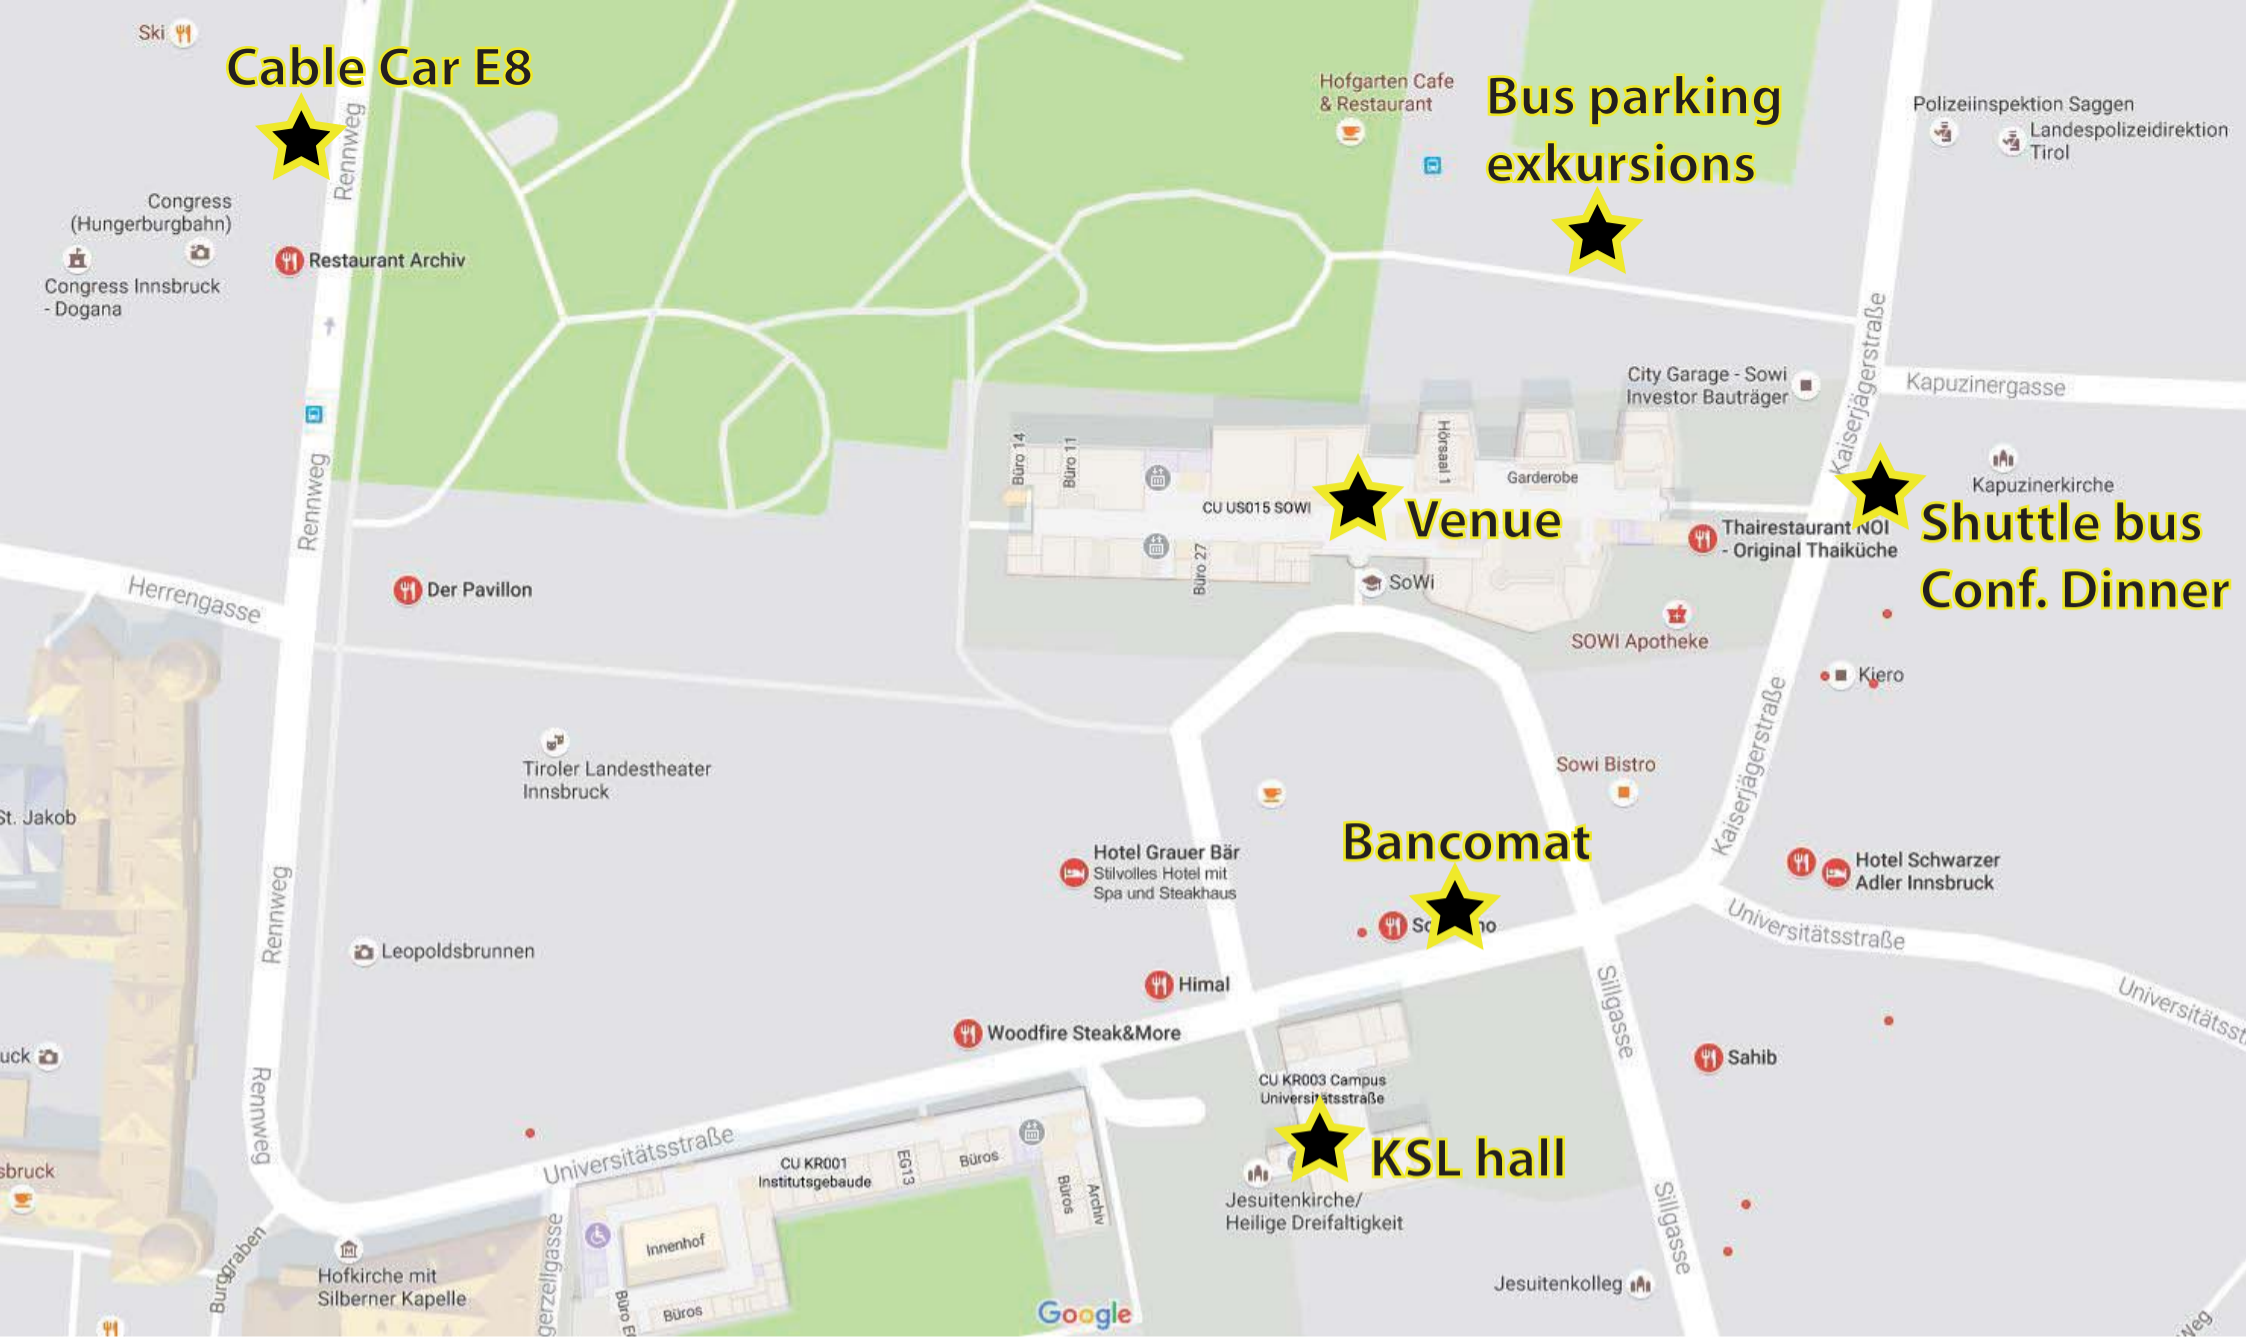 Ski
Cable Car E8
Rennweg
Congress
(Hungerburgbahn)
Congress Innsbruck
- Dogana
Restaurant Archiv
Hofgarten Cafe
& Restaurant
Bus parking
exkursions
Polizeiinspektion Saggen
Landespolizeidirektion
Tirol
City Garage - Sowi
Investor Bauträger
Kaiserjägerstraße
Kapuzinergasse
Kapuzinerkirche
Rennweg
Herrengasse
Der Pavillon
Büro 14
Büro 11
CU US015 SOWI
Büro 27
Hörsaal 1
Garderobe
Venue
SoWi
Thairestaurant NOI
- Original Thaiküche
Shuttle bus
Conf. Dinner
SOWI Apotheke
Kiero
Kaiserjägerstraße
Tiroler Landestheater
Innsbruck
Sowi Bistro
St. Jakob
Hotel Grauer Bär
Stilvolles Hotel mit
Spa und Steakhaus
Bancomat
Hotel Schwarzer
Adler Innsbruck
Rennweg
Leopoldsbrunnen
Universitätsstraße
Himal
Woodfire Steak&More
Sillgasse
Universitätsst
uck
Sahib
Rennweg
CU KR003 Campus
Universitätsstraße
KSL hall
Jesuitenkirche/
Heilige Dreifaltigkeit
Universitätsstraße
CU KR001
Institutsgebaude
EG13
Büros
Büros
Archiv
sbruck
Burggraben
Hofkirche mit
Silberner Kapelle
gerzellgasse
Innenhof
Büros
Sillgasse
Jesuitenkolleg
Google
Weg